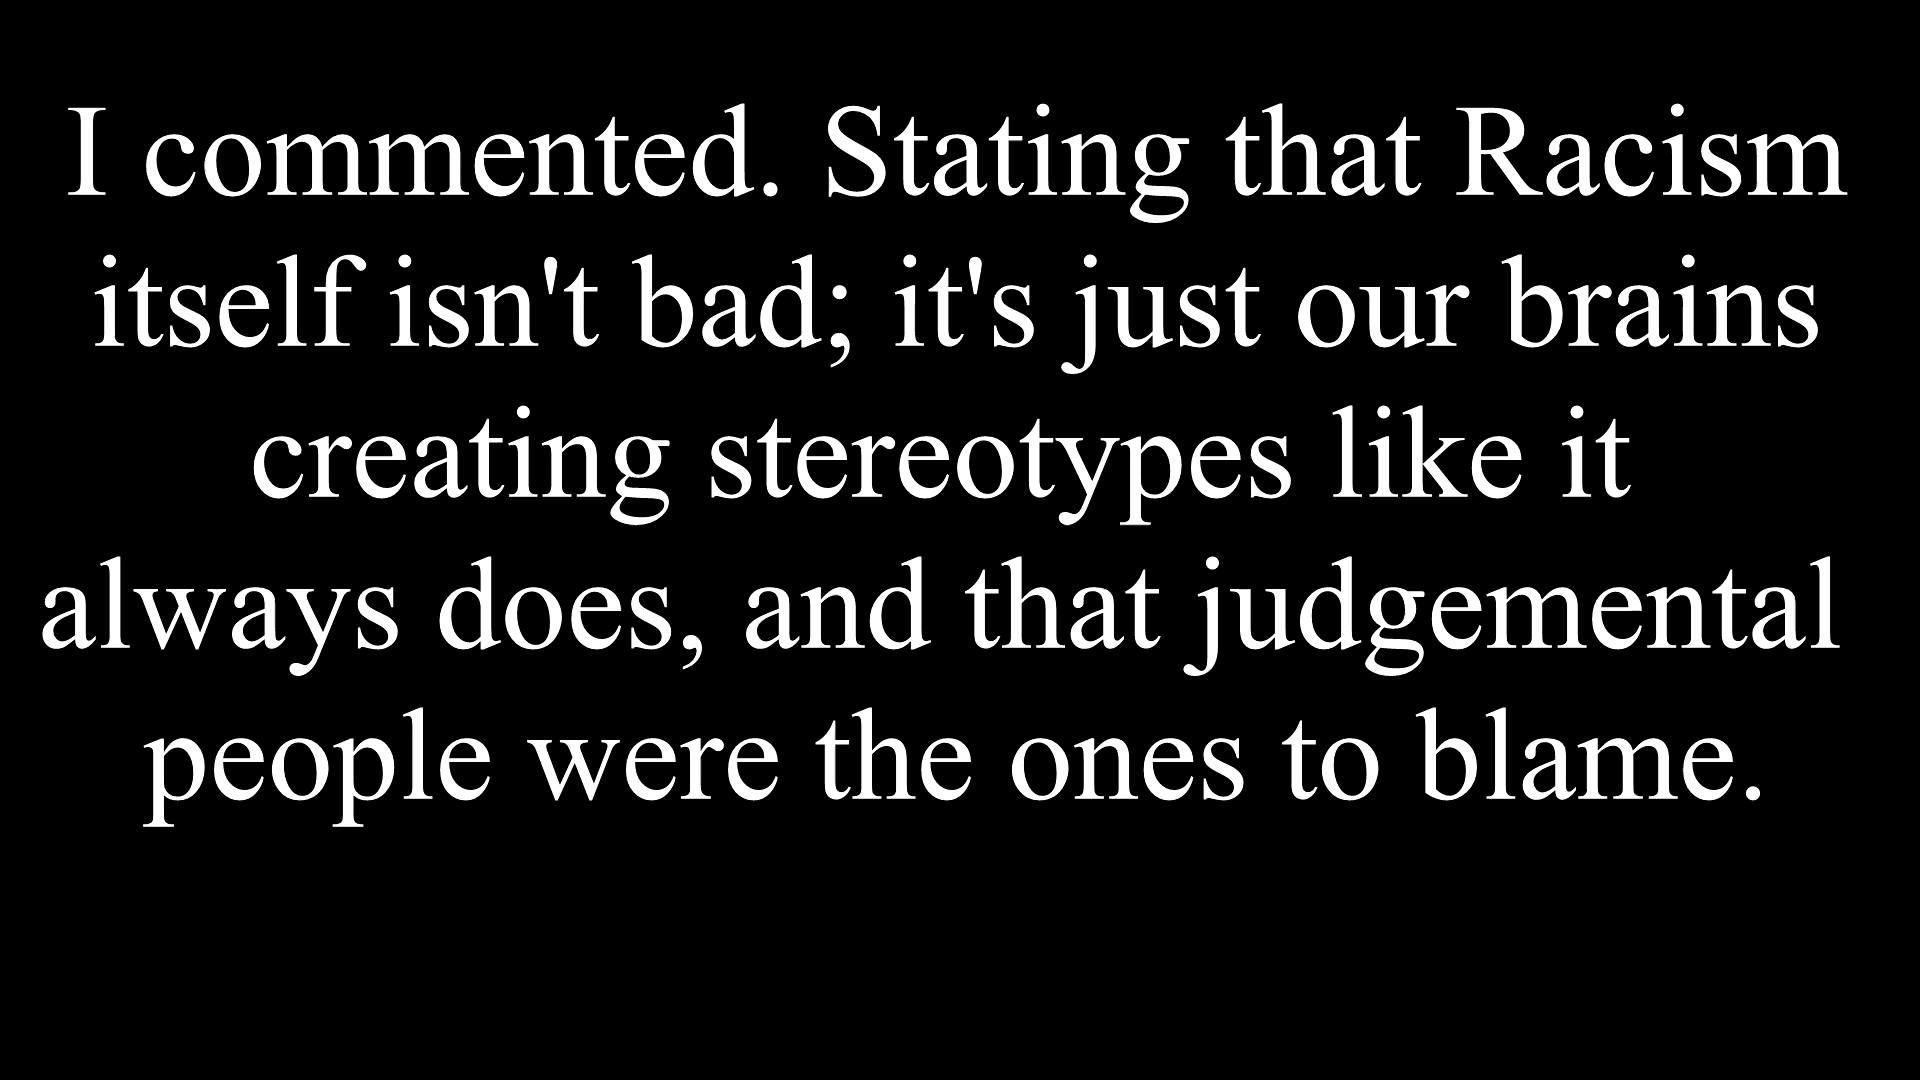 I commented. Stating that Racism
itself isn't bad; it's just our brains
creating stereotypes like it
always does, and that judgemental
people were the ones to blame.